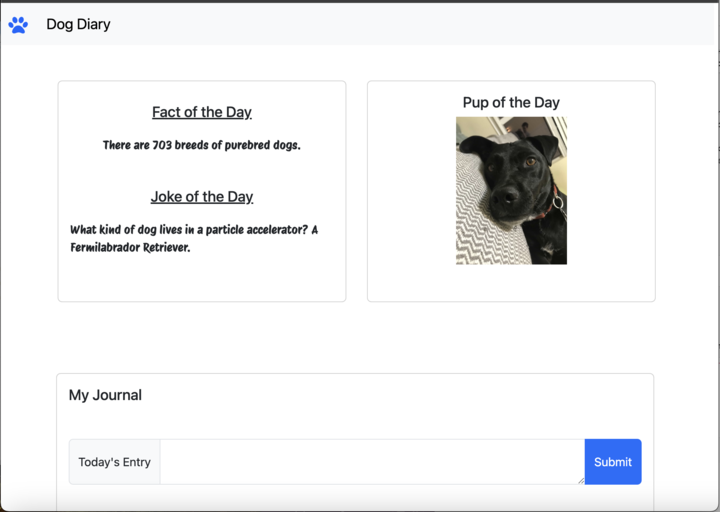 Dog Diary
Fact of the Day
There are 703 breeds of purebred dogs.
Joke of the Day
What kind of dog lives in a particle accelerator? A
Fermilabrador Retriever.
Pup of the Day
My Journal
Today's Entry
Submit